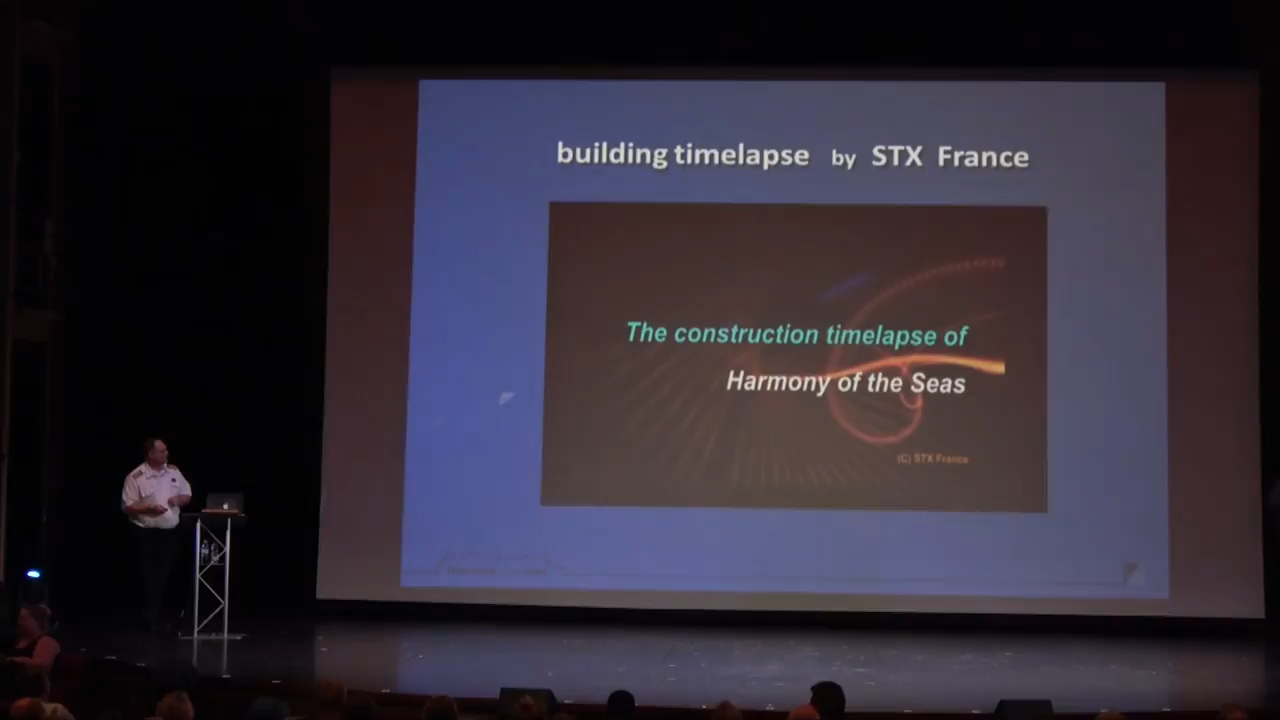 building timelapse by STX France
The construction timelapse of
Harmony of the Seas
(C) STX France